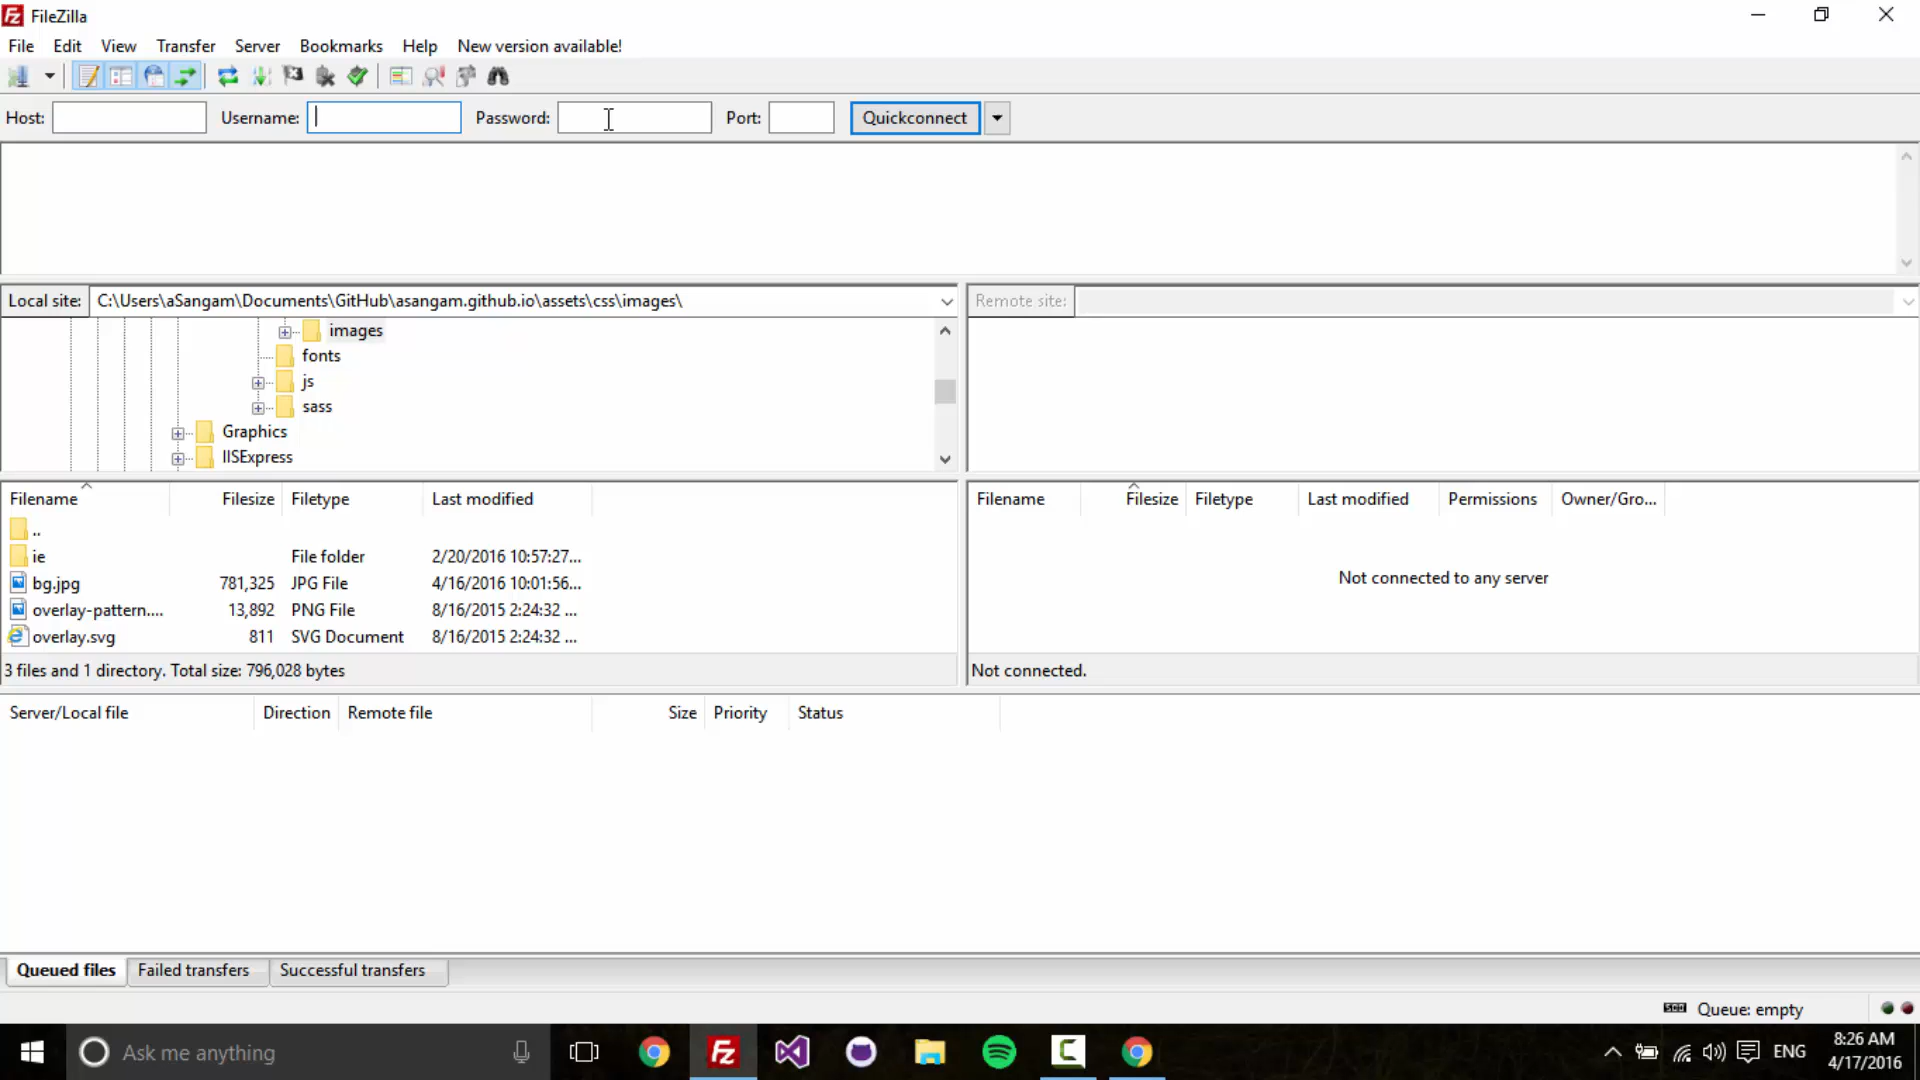 FileZilla
File Edit View Transfer Server Bookmarks Help New version available!
Host: Username: Password: Port: Quickconnect
Local site: C:\Users\aSangam\Documents\GitHub\asangam.github.io\assets\css\images\
Remote site:
images
fonts
js
sass
Graphics
IISExpress
Filename Filesize Filetype Last modified
..
ie File folder 2/20/2016 10:57:27...
bg.jpg 781,325 JPG File 4/16/2016 10:01:56...
overlay-pattern.... 13,892 PNG File 8/16/2015 2:24:32 ...
overlay.svg 811 SVG Document 8/16/2015 2:24:32 ...
3 files and 1 directory. Total size: 796,028 bytes
Filename Filesize Filetype Last modified Permissions Owner/Gro...
Not connected to any server
Not connected.
Server/Local file Direction Remote file Size Priority Status
Queued files Failed transfers Successful transfers
Queue: empty
Ask me anything
ENG
8:26 AM
4/17/2016